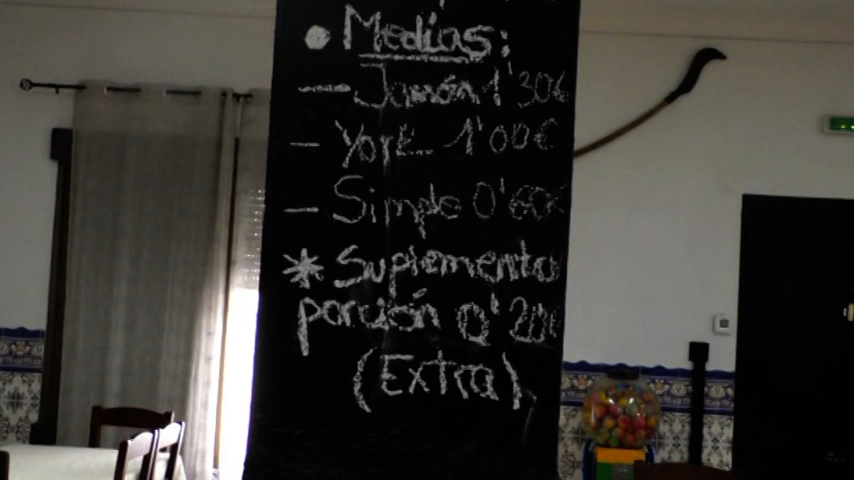 • Medias:
— Jamón 1'30€
- York 1'00€
- Simple 0'60€
* Suplemento
porción 0'20€
(Extra)